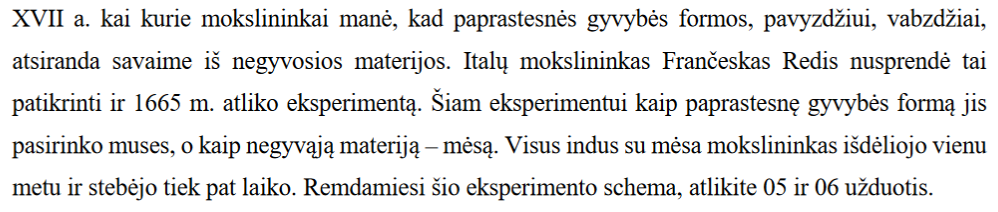 XVII a. kai kurie mokslininkai manė, kad paprastesnės gyvybės formos, pavyzdžiui, vabzdžiai,
atsiranda savaime iš negyvosios materijos. Italų mokslininkas Frančeskas Redis nusprendė tai
patikrinti ir 1665 m. atliko eksperimentą. Šiam eksperimentui kaip paprastesnę gyvybės formą jis
pasirinko muses, o kaip negyvąją materiją – mėsą. Visus indus su mėsa mokslininkas išdėliojo vienu
metu ir stebėjo tiek pat laiko. Remdamiesi šio eksperimento schema, atlikite 05 ir 06 užduotis.